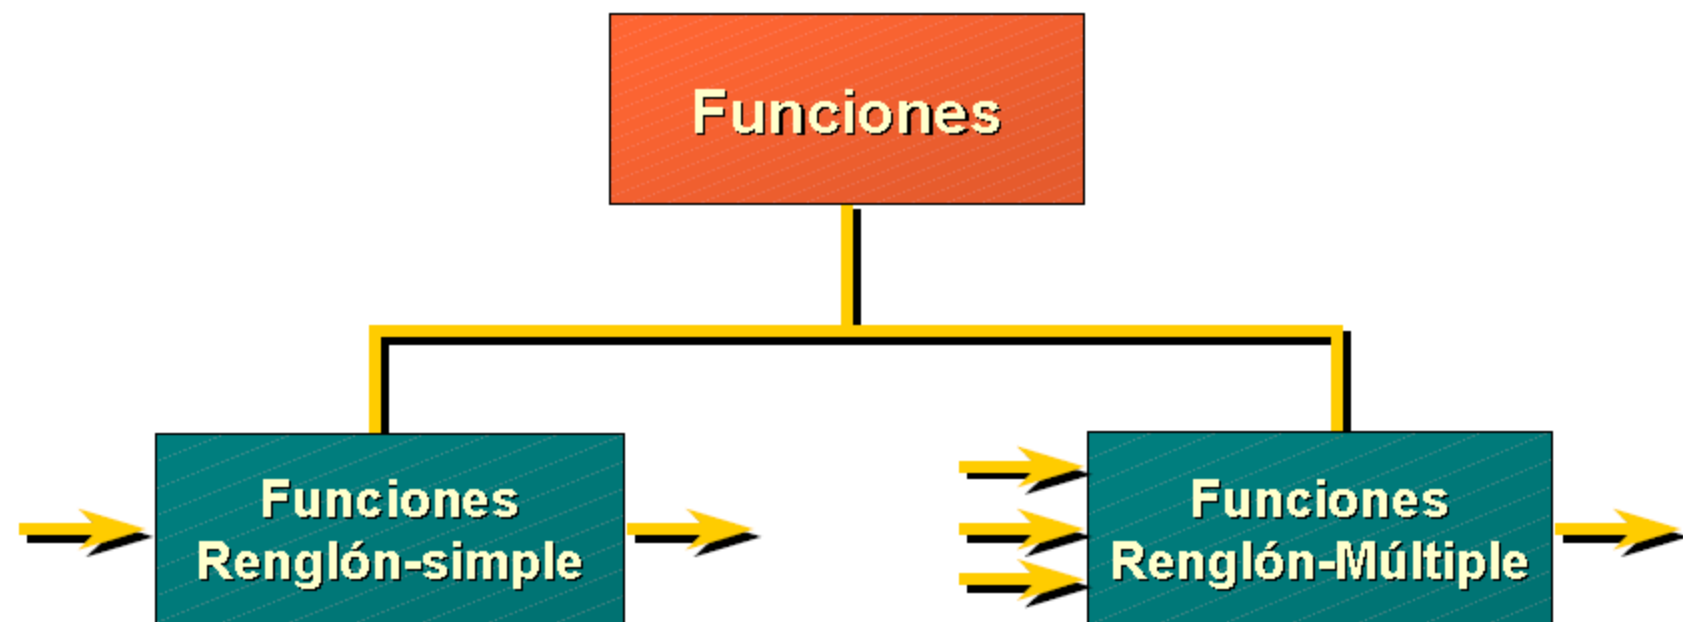 Funciones
Funciones
Renglón-simple
Funciones
Renglón-Múltiple